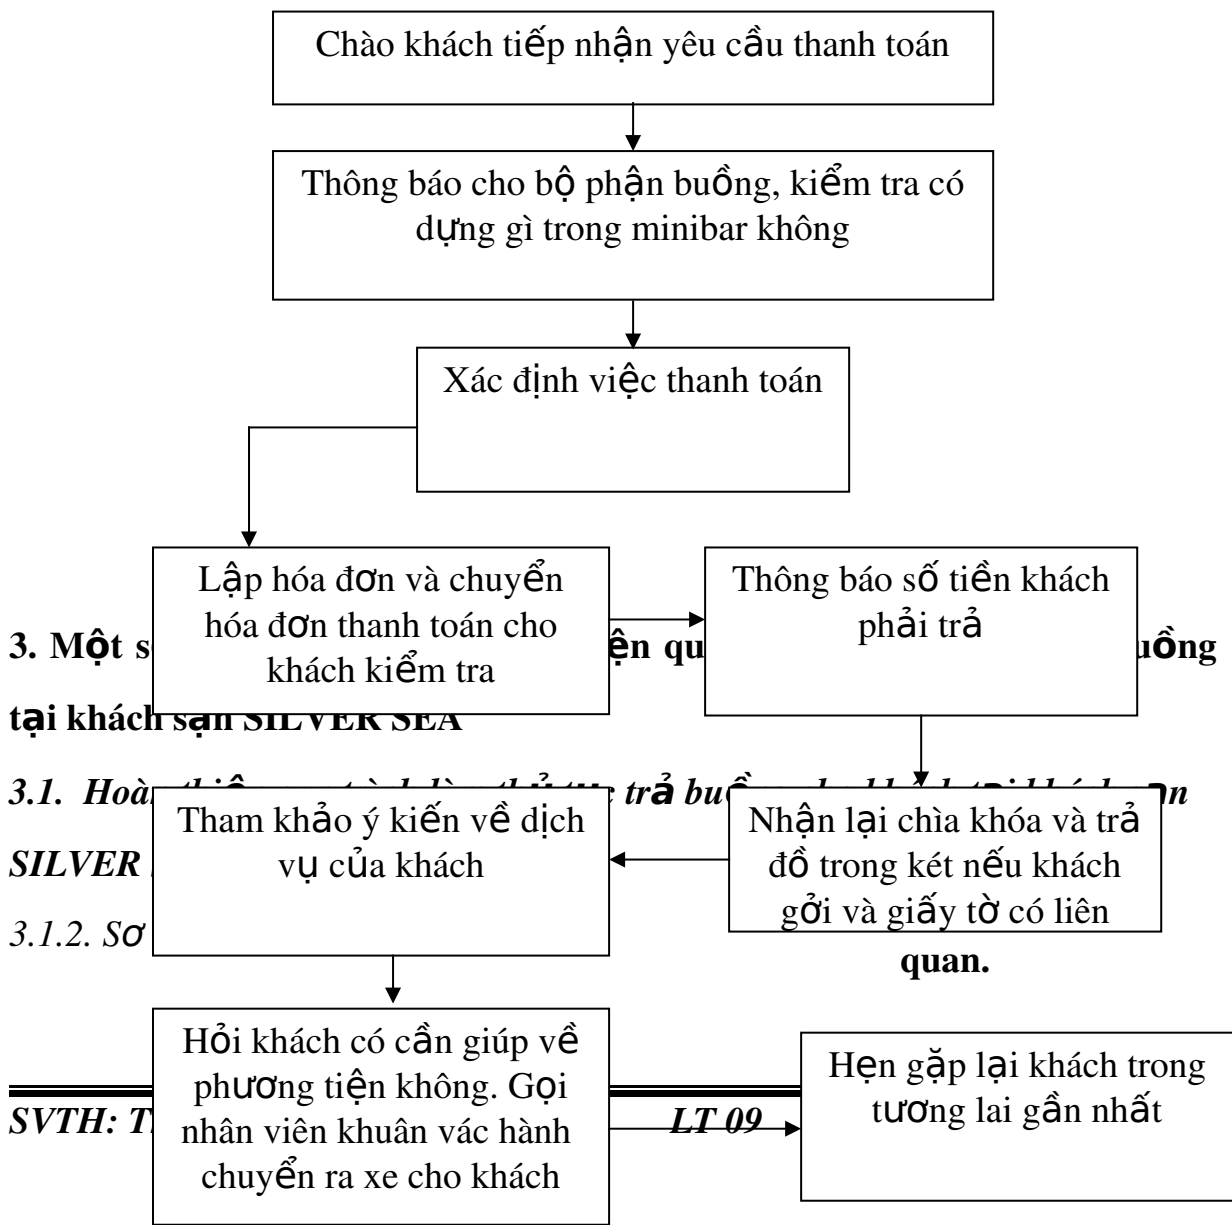 Chào khách tiếp nhận yêu cầu thanh toán
Thông báo cho bộ phận buồng, kiểm tra có
dựng gì trong minibar không
Xác định việc thanh toán
Lập hóa đơn và chuyển
hóa đơn thanh toán cho
khách kiểm tra
Thông báo số tiền khách
phải trả
3. Một
tại khách sạn SILVER SEA
3.1. trả
Tham khảo ý kiến về dịch
vụ của khách
Nhận lại chìa khóa và trả
đồ trong két nếu khách
gởi và giấy tờ có liên
quan.
SILVER
3.1.2. Sơ
Hỏi khách có cần giúp về
phương tiện không. Gọi
nhân viên khuân vác hành
chuyển ra xe cho khách
Hẹn gặp lại khách trong
tương lai gần nhất
SVTH: LT 09